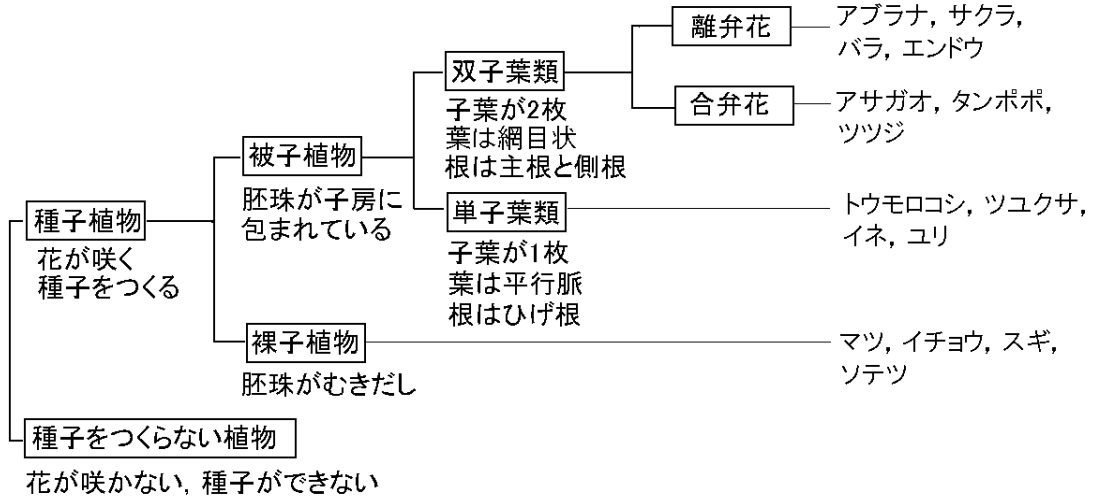 種子植物
花が咲く
種子をつくる
被子植物
胚珠が子房に
包まれている
双子葉類
子葉が2枚
葉は網目状
根は主根と側根
離弁花
アブラナ, サクラ,
バラ, エンドウ
合弁花
アサガオ, タンポポ,
ツツジ
単子葉類
子葉が1枚
葉は平行脈
根はひげ根
トウモロコシ, ツユクサ,
イネ, ユリ
裸子植物
胚珠がむきだし
マツ, イチョウ, スギ,
ソテツ
種子をつくらない植物
花が咲かない, 種子ができない